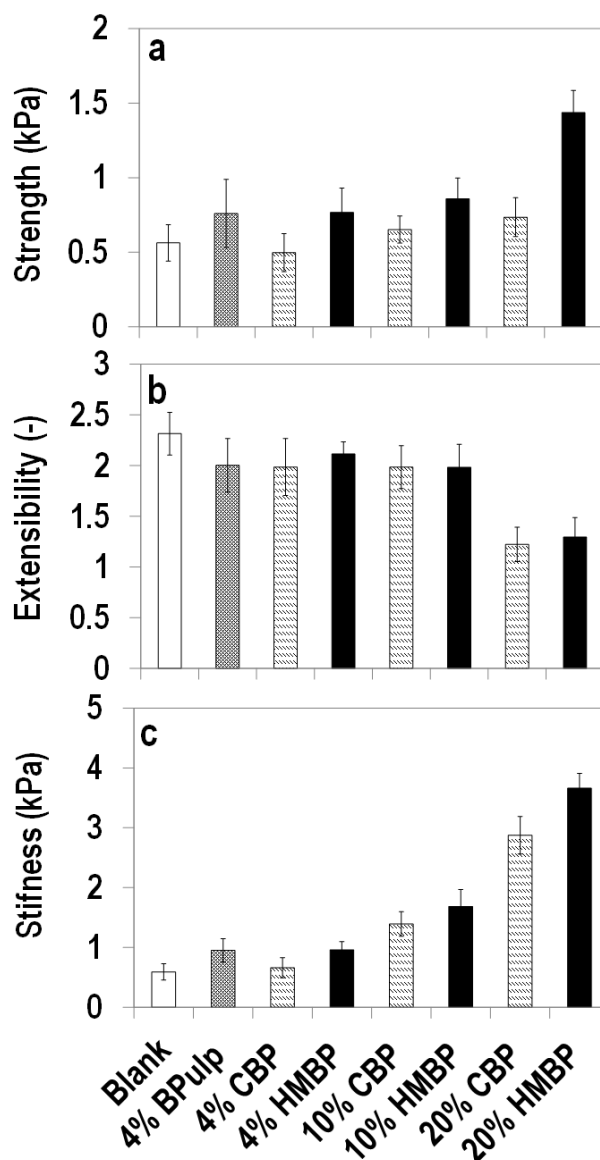 a
Strength (kPa)
2
1.5
1
0.5
0
b
Extensibility (-)
3
2.5
2
1.5
1
0.5
0
c
Stifness (kPa)
5
4
3
2
1
0
Blank
4% BPulp
4% CBP
4% HMBP
10% CBP
10% HMBP
20% CBP
20% HMBP